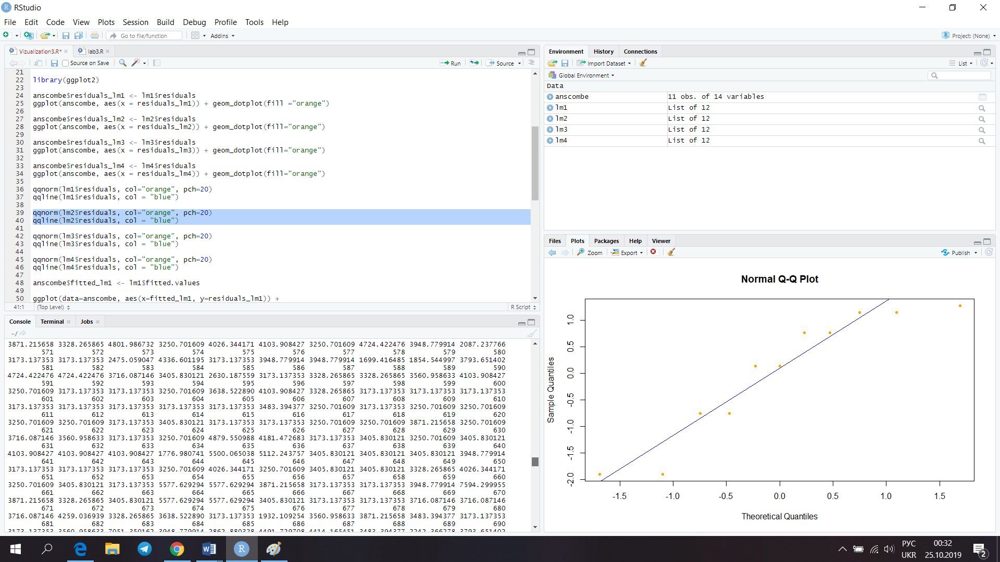 RStudio
File Edit Code View Plots Session Build Debug Profile Tools Help
Go to file/function Addins Project: (None)
Vizualization3.R* lab3.R
Source on Save Run Source
21
22 library(ggplot2)
23
24 anscombe$residuals_lm1 <- lm1$residuals
25 ggplot(anscombe, aes(x = residuals_lm1)) + geom_dotplot(fill ="orange")
26
27 anscombe$residuals_lm2 <- lm2$residuals
28 ggplot(anscombe, aes(x = residuals_lm2)) + geom_dotplot(fill="orange")
29
30 anscombe$residuals_lm3 <- lm3$residuals
31 ggplot(anscombe, aes(x = residuals_lm3)) + geom_dotplot(fill="orange")
32
33 anscombe$residuals_lm4 <- lm4$residuals
34 ggplot(anscombe, aes(x = residuals_lm4)) + geom_dotplot(fill="orange")
35
36 qqnorm(lm1$residuals, col="orange", pch=20)
37 qqline(lm1$residuals, col = "blue")
38
39 qqnorm(lm2$residuals, col="orange", pch=20)
40 qqline(lm2$residuals, col = "blue")
41
42 qqnorm(lm3$residuals, col="orange", pch=20)
43 qqline(lm3$residuals, col = "blue")
44
45 qqnorm(lm4$residuals, col="orange", pch=20)
46 qqline(lm4$residuals, col = "blue")
47
48 anscombe$fitted_lm1 <- lm1$fitted.values
49
50 ggplot(data=anscombe, aes(x=fitted_lm1, y=residuals_lm1)) +
41:1 (Top Level) R Script
Console Terminal Jobs
~/
3871.215658 3328.265865 4801.986732 3250.701609 4026.344171 4103.908427 3250.701609 4724.422476 3948.779914 2087.237766
571 572 573 574 575 576 577 578 579 580
3173.137353 3173.137353 2475.059047 4336.601195 3173.137353 3948.779914 3948.779914 1699.416485 1854.544997 3793.651402
581 582 583 584 585 586 587 588 589 590
4724.422476 4724.422476 3716.087146 3405.830121 2630.187559 3173.137353 3328.265865 3328.265865 3560.958633 4103.908427
591 592 593 594 595 596 597 598 599 600
3250.701609 3173.137353 3173.137353 3250.701609 3638.522890 4103.908427 3328.265865 3173.137353 3173.137353 3173.137353
601 602 603 604 605 606 607 608 609 610
3173.137353 3173.137353 3173.137353 3173.137353 3173.137353 3483.394377 3250.701609 3173.137353 3250.701609 3250.701609
611 612 613 614 615 616 617 618 619 620
3250.701609 3250.701609 3173.137353 3405.830121 3173.137353 3173.137353 3250.701609 3250.701609 3871.215658 3250.701609
621 622 623 624 625 626 627 628 629 630
3716.087146 3560.958633 3173.137353 3250.701609 4879.550988 4181.472683 3173.137353 3405.830121 3250.701609 3405.830121
631 632 633 634 635 636 637 638 639 640
4103.908427 4103.908427 4103.908427 1776.980741 5500.065038 5112.243757 3405.830121 3405.830121 3405.830121 3948.779914
641 642 643 644 645 646 647 648 649 650
3173.137353 3173.137353 3173.137353 3250.701609 4026.344171 3250.701609 3405.830121 3405.830121 3328.265865 4026.344171
651 652 653 654 655 656 657 658 659 660
3250.701609 3405.830121 3173.137353 5577.629294 5577.629294 3871.215658 3173.137353 3173.137353 3948.779914 7594.299955
661 662 663 664 665 666 667 668 669 670
3871.215658 3328.265865 3405.830121 5577.629294 5577.629294 3405.830121 3173.137353 3173.137353 3716.087146 3716.087146
671 672 673 674 675 676 677 678 679 680
3716.087146 4259.036939 3328.265865 3638.522890 3173.137353 1932.109254 3560.958633 3871.215658 3483.394377 3173.137353
681 682 683 684 685 686 687 688 689 690
3173.137353 3560.958633 7051.350162 3948.779914 2862.880328 4491.729708 4414.165451 3483.394377 2242.366278 3793.651402
Environment History Connections
Import Dataset List
Global Environment
Data
anscombe 11 obs. of 14 variables
lm1 List of 12
lm2 List of 12
lm3 List of 12
lm4 List of 12
Files Plots Packages Help Viewer
Zoom Export Publish
Normal Q-Q Plot
Sample Quantiles
1.0
0.5
0.0
-0.5
-1.0
-1.5
-2.0
-1.5 -1.0 -0.5 0.0 0.5 1.0 1.5
Theoretical Quantiles
РУС 00:32
UKR 25.10.2019 2